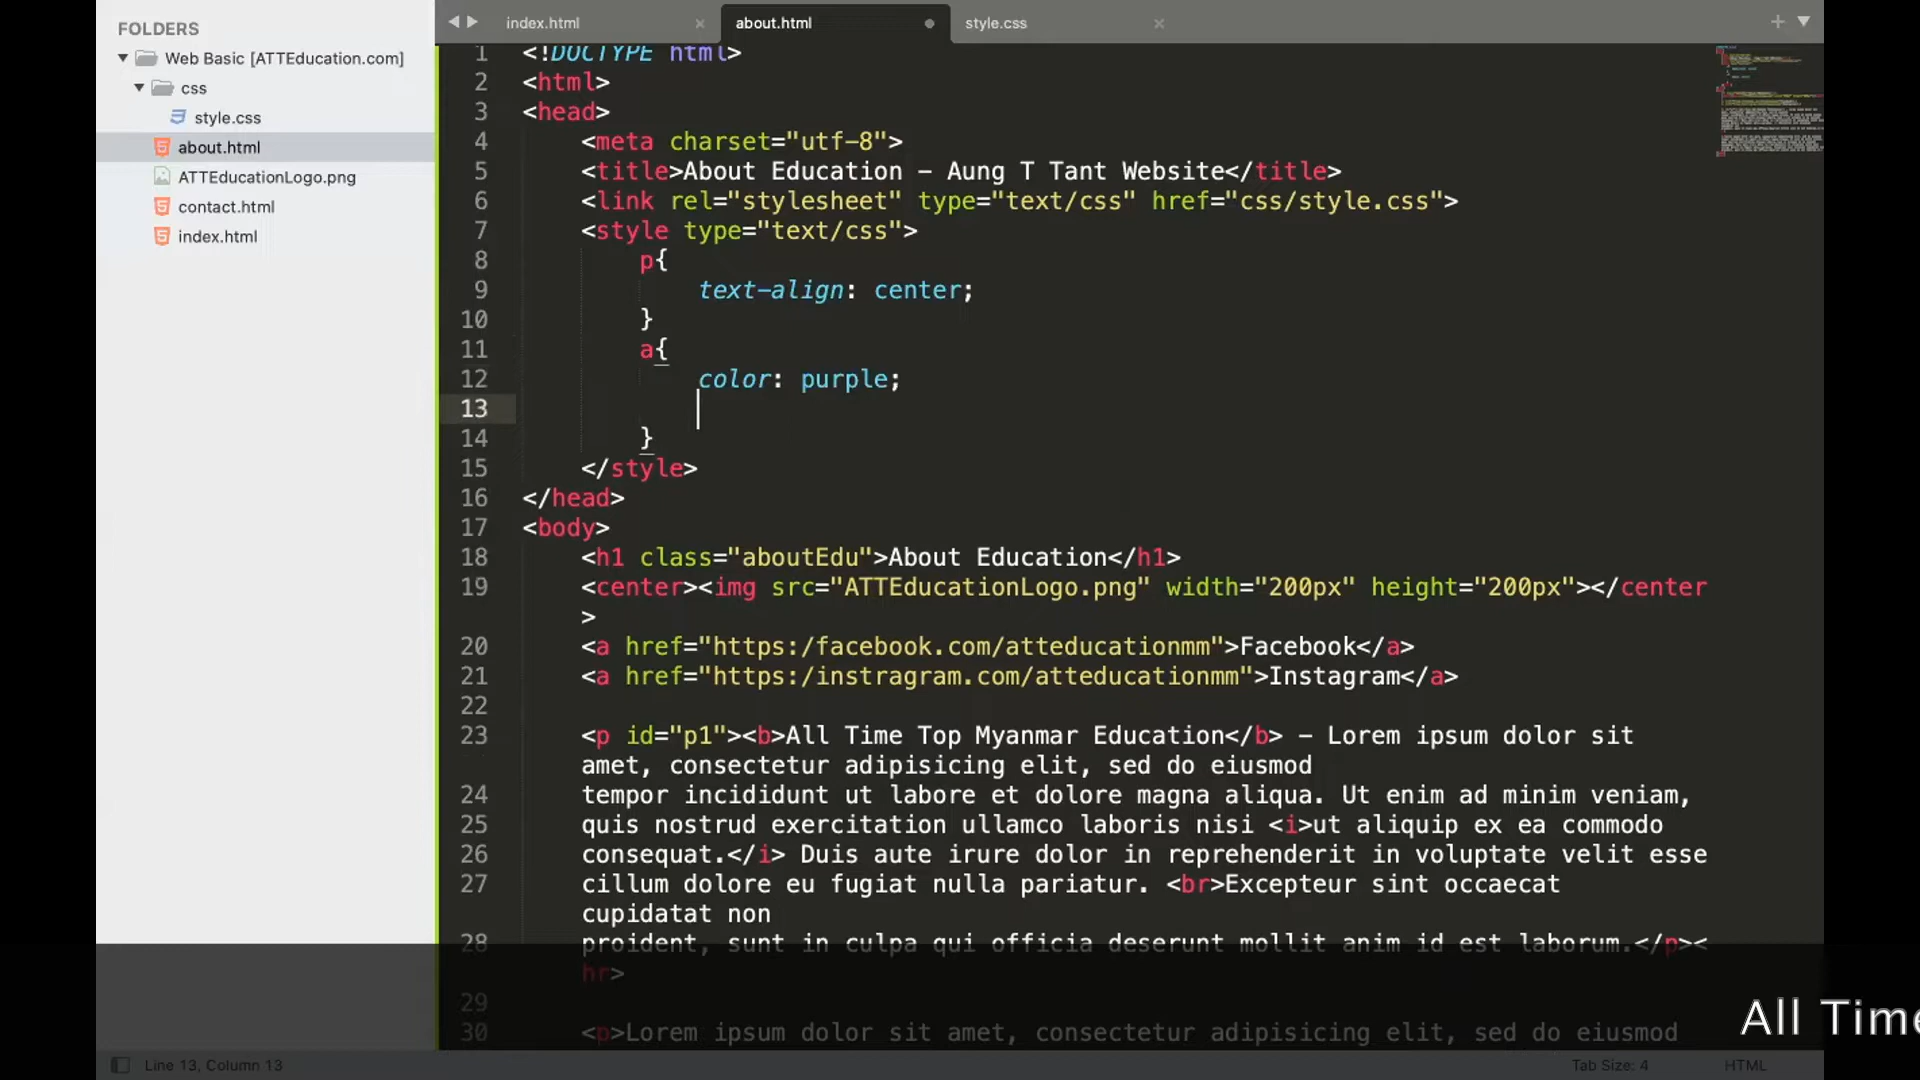 FOLDERS
Web Basic [ATTEducation.com]
css
style.css
about.html
ATTEducationLogo.png
contact.html
index.html
index.html ×
about.html
style.css ×
1 <!DOCTYPE html>
2 <html>
3 <head>
4 <meta charset="utf-8">
5 <title>About Education – Aung T Tant Website</title>
6 <link rel="stylesheet" type="text/css" href="css/style.css">
7 <style type="text/css">
8 p{
9 text-align: center;
10 }
11 a{
12 color: purple;
13
14 }
15 </style>
16 </head>
17 <body>
18 <h1 class="aboutEdu">About Education</h1>
19 <center><img src="ATTEducationLogo.png" width="200px" height="200px"></center
>
20 <a href="https:/facebook.com/atteducationmm">Facebook</a>
21 <a href="https:/instragram.com/atteducationmm">Instagram</a>
22
23 <p id="p1"><b>All Time Top Myanmar Education</b> – Lorem ipsum dolor sit
amet, consectetur adipisicing elit, sed do eiusmod
24 tempor incididunt ut labore et dolore magna aliqua. Ut enim ad minim veniam,
25 quis nostrud exercitation ullamco laboris nisi <i>ut aliquip ex ea commodo
26 consequat.</i> Duis aute irure dolor in reprehenderit in voluptate velit esse
27 cillum dolore eu fugiat nulla pariatur. <br>Excepteur sint occaecat
cupidatat non
28 proident, sunt in culpa qui officia deserunt mollit anim id est laborum.</p><
hr>
29
30 <p>Lorem ipsum dolor sit amet, consectetur adipisicing elit, sed do eiusmod
All Time
Line 13, Column 13
Tab Size: 4
HTML